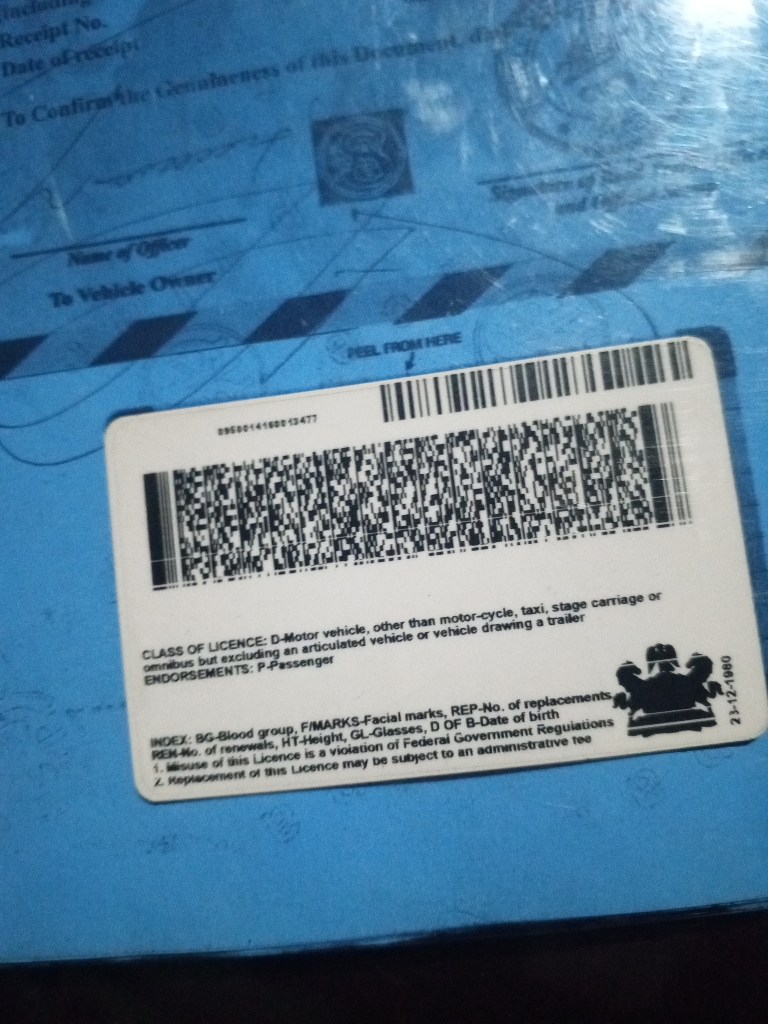 including
Receipt No.
Date of receipt
To Confirm the Genuineness of this Document,
Name of Officer
To Vehicle Owner
PEEL FROM HERE
CLASS OF LICENCE: D-Motor vehicle, other than motor-cycle, taxi, stage carriage or
omnibus but excluding an articulated vehicle or vehicle drawing a trailer
ENDORSEMENTS: P-Passenger
INDEX: BG-Blood group, F/MARKS-Facial marks, REP-No. of replacements
REN-No. of renewals, HT-Height, GL-Glasses, D OF B-Date of birth
1. Misuse of this Licence is a violation of Federal Government Regulations
2. Replacement of this Licence may be subject to an administrative fee